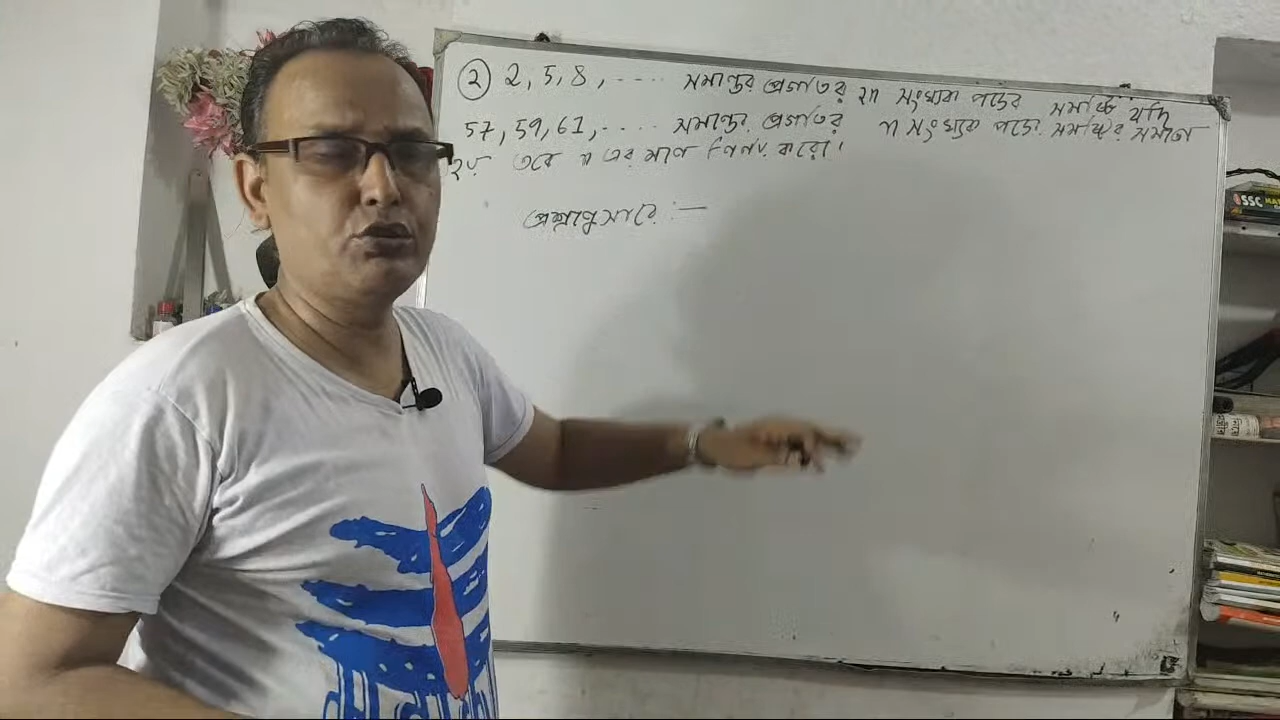 ② 2, 5, 8, ..... সমান্তর প্রগতির 2n সংখ্যক পদের সমষ্টি যদি
57, 59, 61, ..... সমান্তর প্রগতির n সংখ্যক পদের সমষ্টির সমান
হয় তবে n এর মান নির্ণয় করো।
প্রশ্নানুসারে :—
SSC